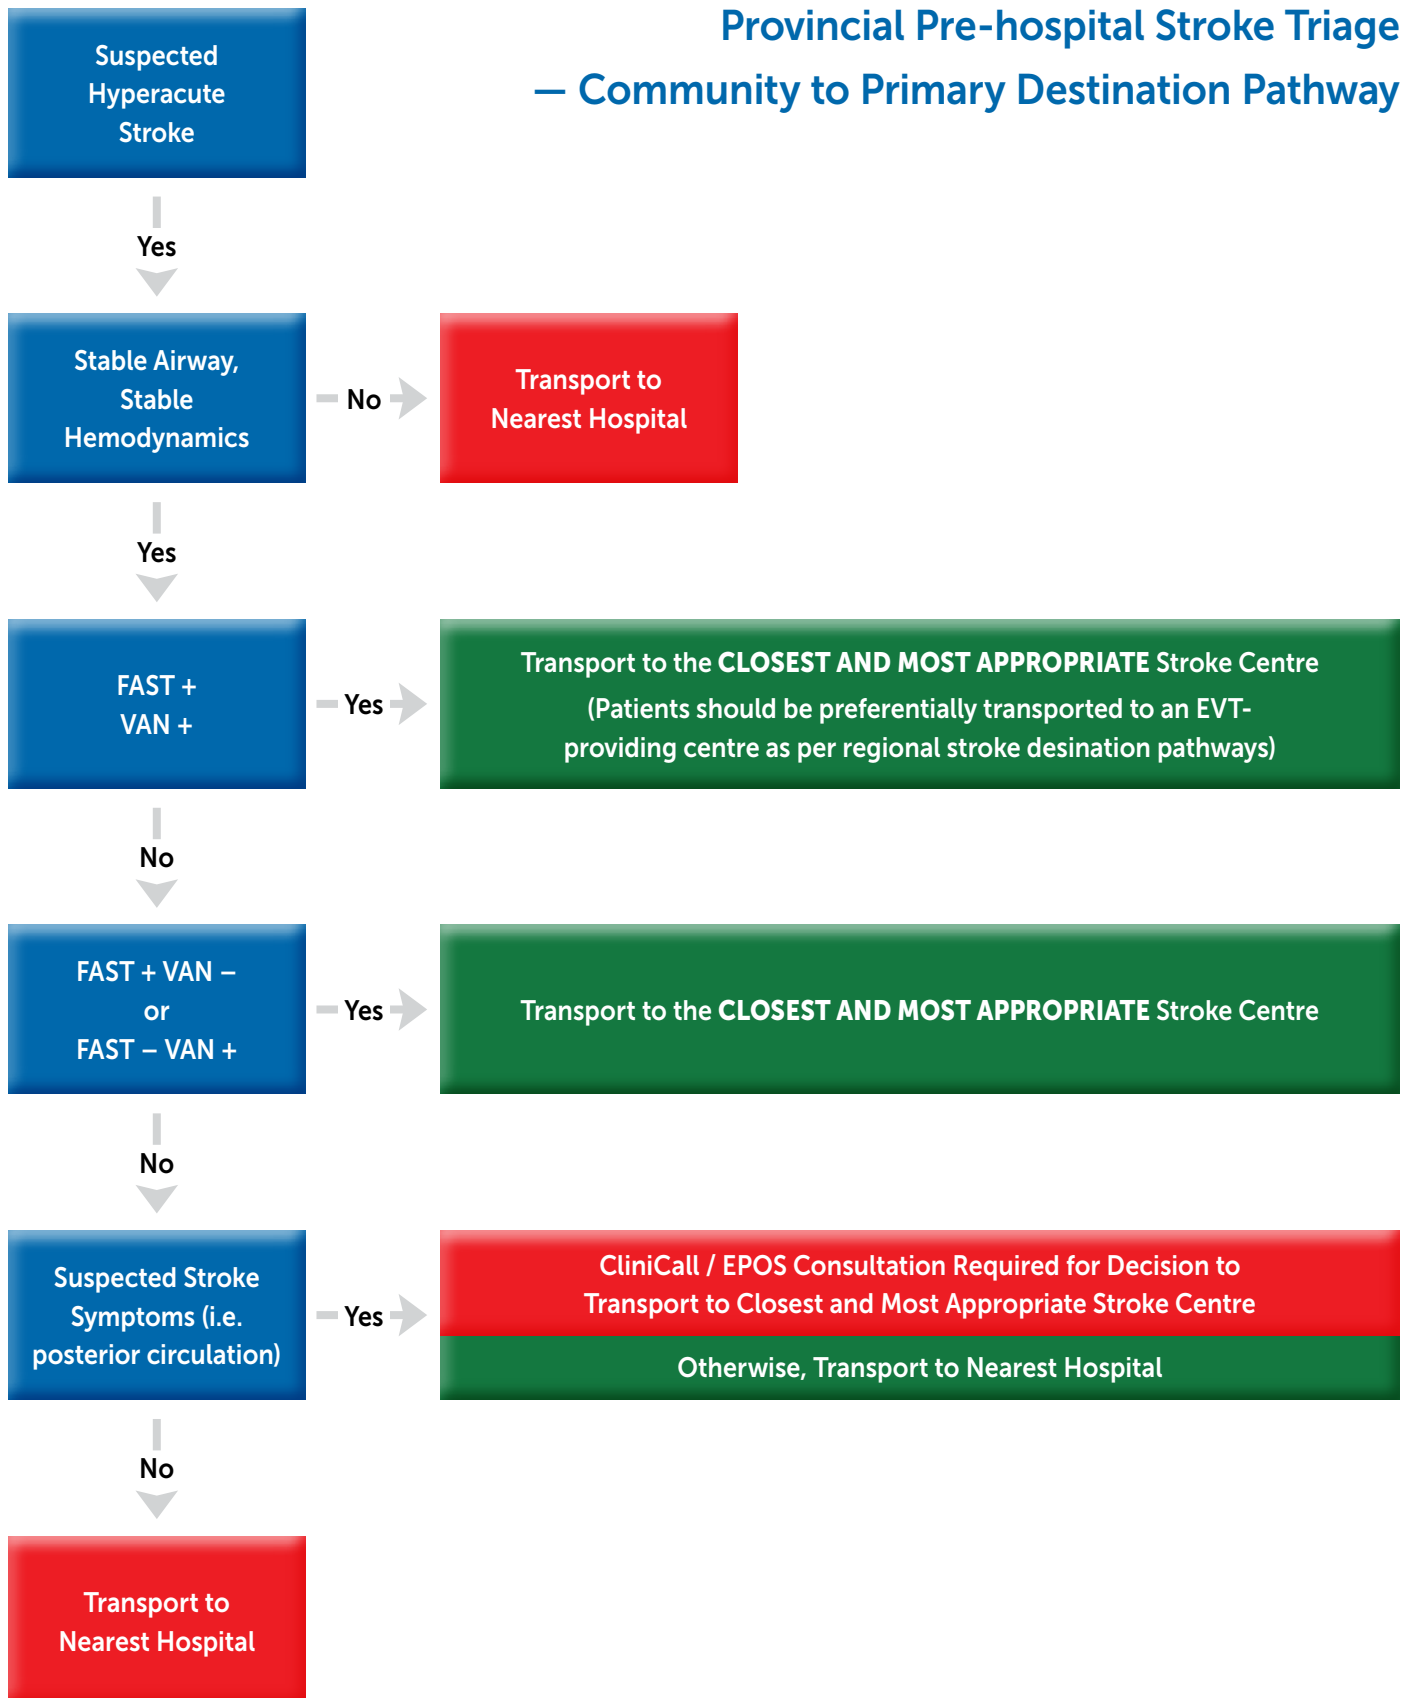 Provincial Pre-hospital Stroke Triage
— Community to Primary Destination Pathway
Suspected
Hyperacute
Stroke
Yes
Stable Airway,
Stable
Hemodynamics
No
Transport to
Nearest Hospital
Yes
FAST +
VAN +
Yes
Transport to the CLOSEST AND MOST APPROPRIATE Stroke Centre
(Patients should be preferentially transported to an EVT-
providing centre as per regional stroke desination pathways)
No
FAST + VAN –
or
FAST – VAN +
Yes
Transport to the CLOSEST AND MOST APPROPRIATE Stroke Centre
No
Suspected Stroke
Symptoms (i.e.
posterior circulation)
Yes
CliniCall / EPOS Consultation Required for Decision to
Transport to Closest and Most Appropriate Stroke Centre
Otherwise, Transport to Nearest Hospital
No
Transport to
Nearest Hospital